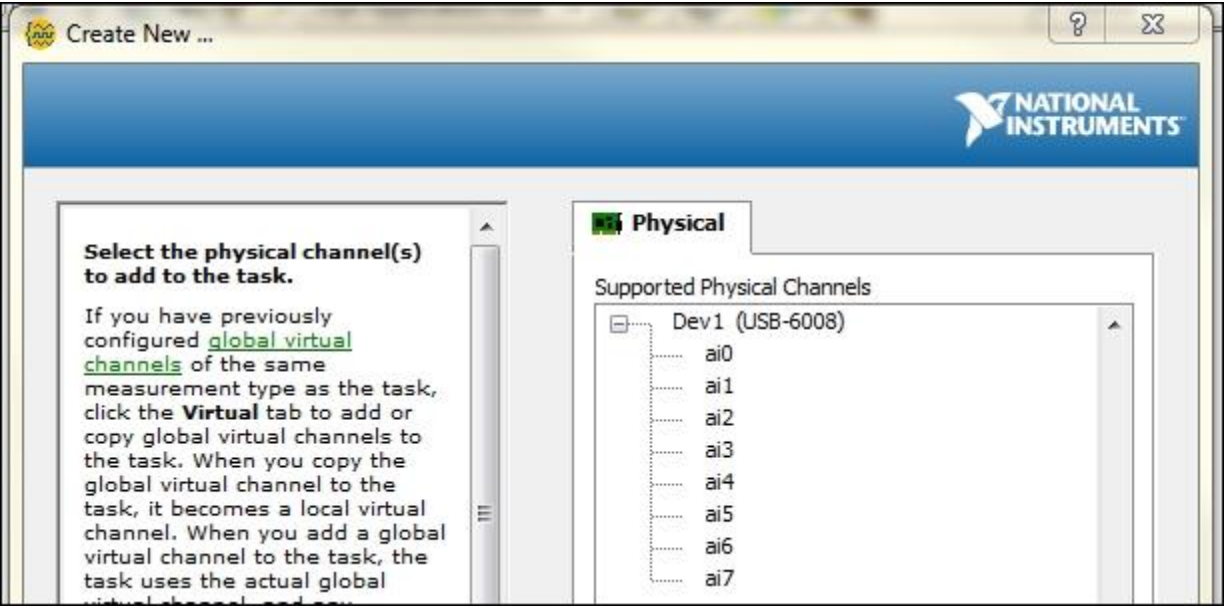 Create New ...
NATIONAL
INSTRUMENTS
Select the physical channel(s)
to add to the task.
If you have previously
configured global virtual
channels of the same
measurement type as the task,
click the Virtual tab to add or
copy global virtual channels to
the task. When you copy the
global virtual channel to the
task, it becomes a local virtual
channel. When you add a global
virtual channel to the task, the
task uses the actual global
virtual channel, and any
Physical
Supported Physical Channels
Dev1 (USB-6008)
ai0
ai1
ai2
ai3
ai4
ai5
ai6
ai7